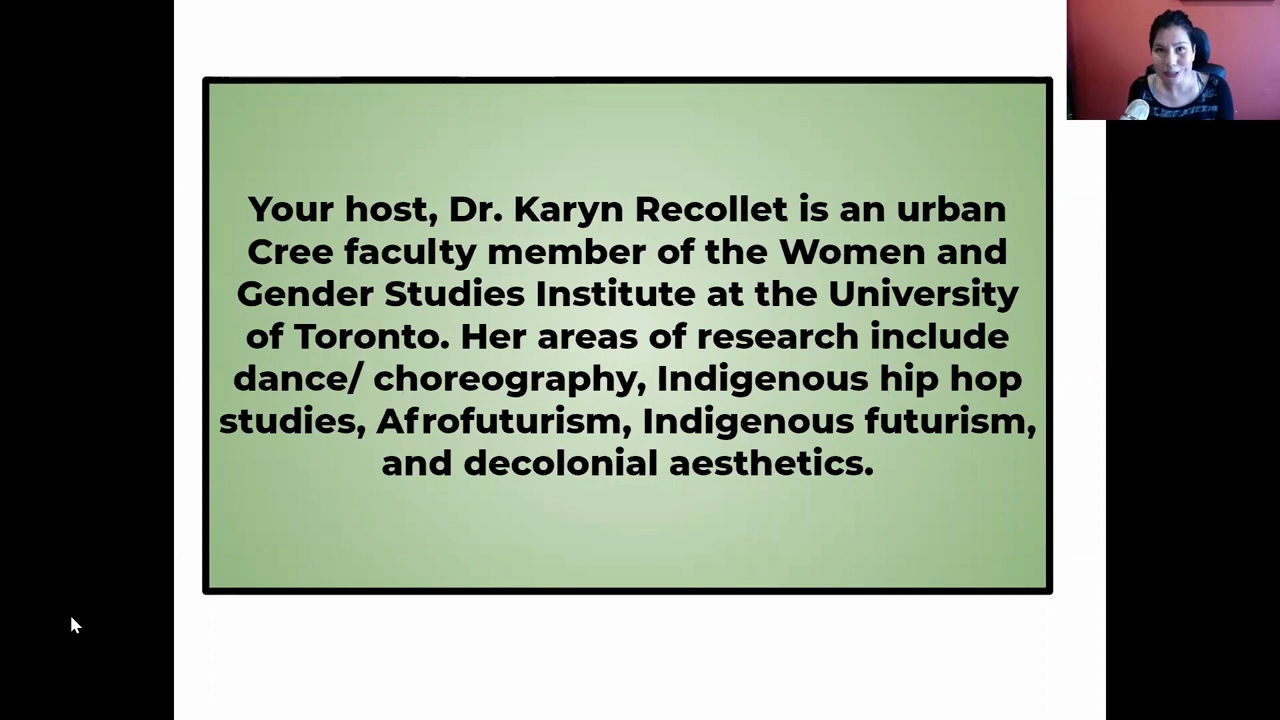 Your host, Dr. Karyn Recollet is an urban
Cree faculty member of the Women and
Gender Studies Institute at the University
of Toronto. Her areas of research include
dance/ choreography, Indigenous hip hop
studies, Afrofuturism, Indigenous futurism,
and decolonial aesthetics.